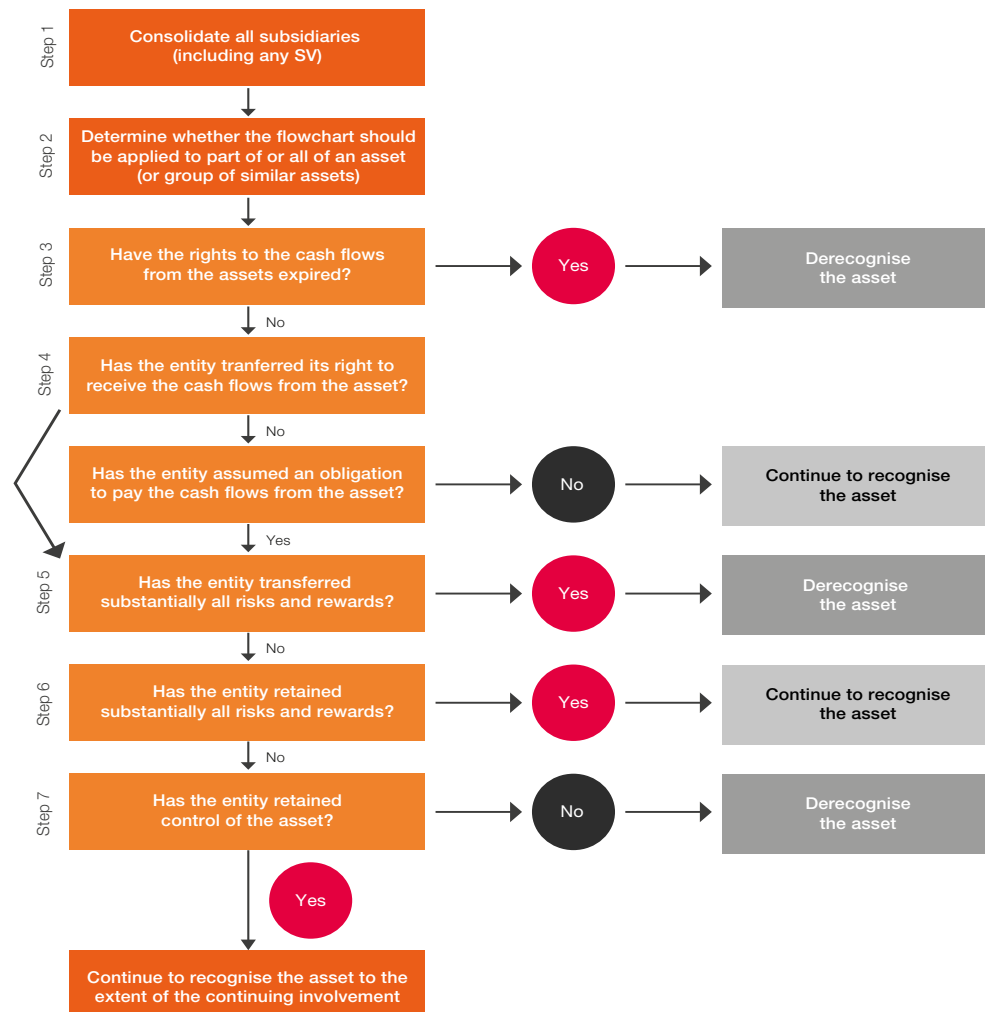 Step 1
Consolidate all subsidiaries
(including any SV)
Step 2
Determine whether the flowchart should
be applied to part of or all of an asset
(or group of similar assets)
Step 3
Have the rights to the cash flows
from the assets expired?
Yes
Derecognise
the asset
No
Step 4
Has the entity tranferred its right to
receive the cash flows from the asset?
No
Has the entity assumed an obligation
to pay the cash flows from the asset?
No
Continue to recognise
the asset
Yes
Step 5
Has the entity transferred
substantially all risks and rewards?
Yes
Derecognise
the asset
No
Step 6
Has the entity retained
substantially all risks and rewards?
Yes
Continue to recognise
the asset
No
Step 7
Has the entity retained
control of the asset?
No
Derecognise
the asset
Yes
Continue to recognise the asset to the
extent of the continuing involvement